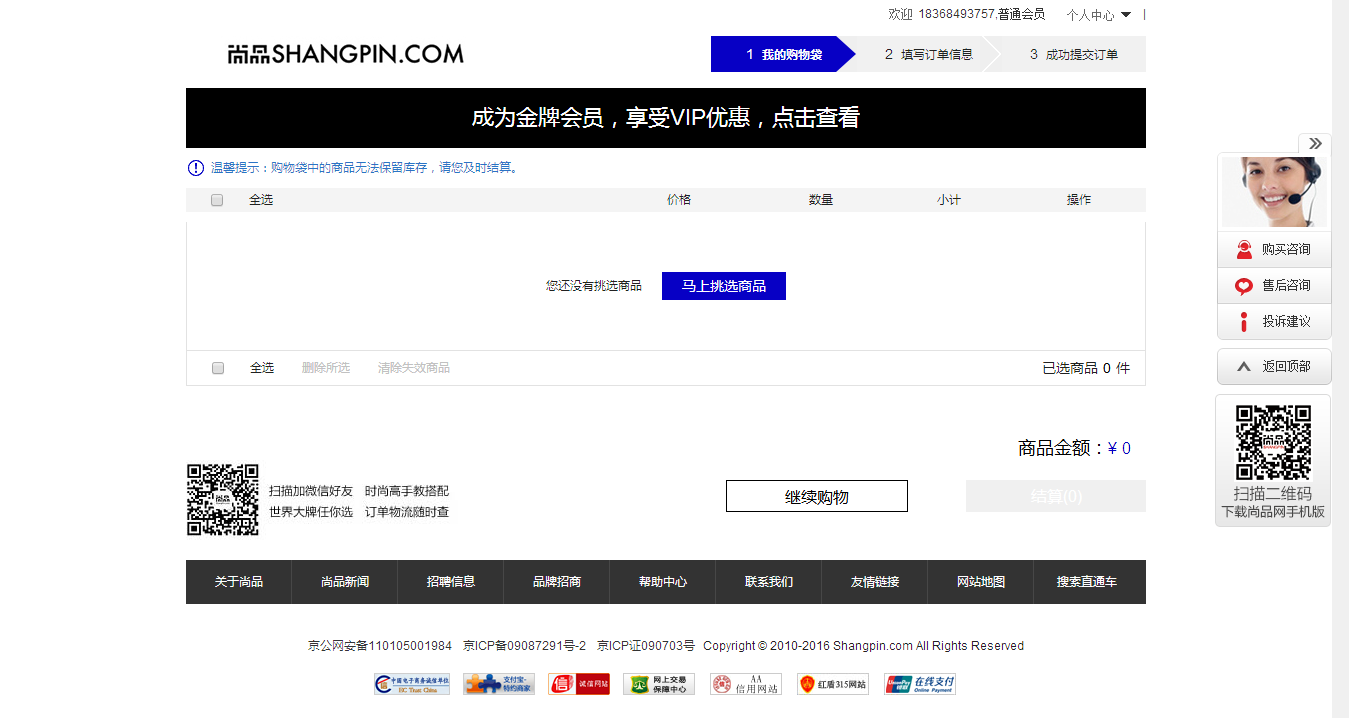 欢迎 18368493757,普通会员 个人中心
尚品SHANGPIN.COM
1 我的购物袋 2 填写订单信息 3 成功提交订单
成为金牌会员，享受VIP优惠，点击查看
温馨提示：购物袋中的商品无法保留库存，请您及时结算。
全选 价格 数量 小计 操作
您还没有挑选商品 马上挑选商品
全选 删除所选 清除失效商品 已选商品 0 件
商品金额：¥ 0
扫描加微信好友 时尚高手教搭配
世界大牌任你选 订单物流随时查
继续购物 结算(0)
关于尚品 尚品新闻 招聘信息 品牌招商 帮助中心 联系我们 友情链接 网站地图 搜索直通车
京公网安备110105001984 京ICP备09087291号-2 京ICP证090703号 Copyright © 2010-2016 Shangpin.com All Rights Reserved
中国电子商务诚信单位
EC Trust China
支付宝-
特约商家
信 诚信网站
网上交易
保障中心
AA
信用网站
红盾315网站
UnionPay 在线支付
Online Payment
购买咨询
售后咨询
投诉建议
返回顶部
尚品
SHANGPIN
扫描二维码
下载尚品网手机版